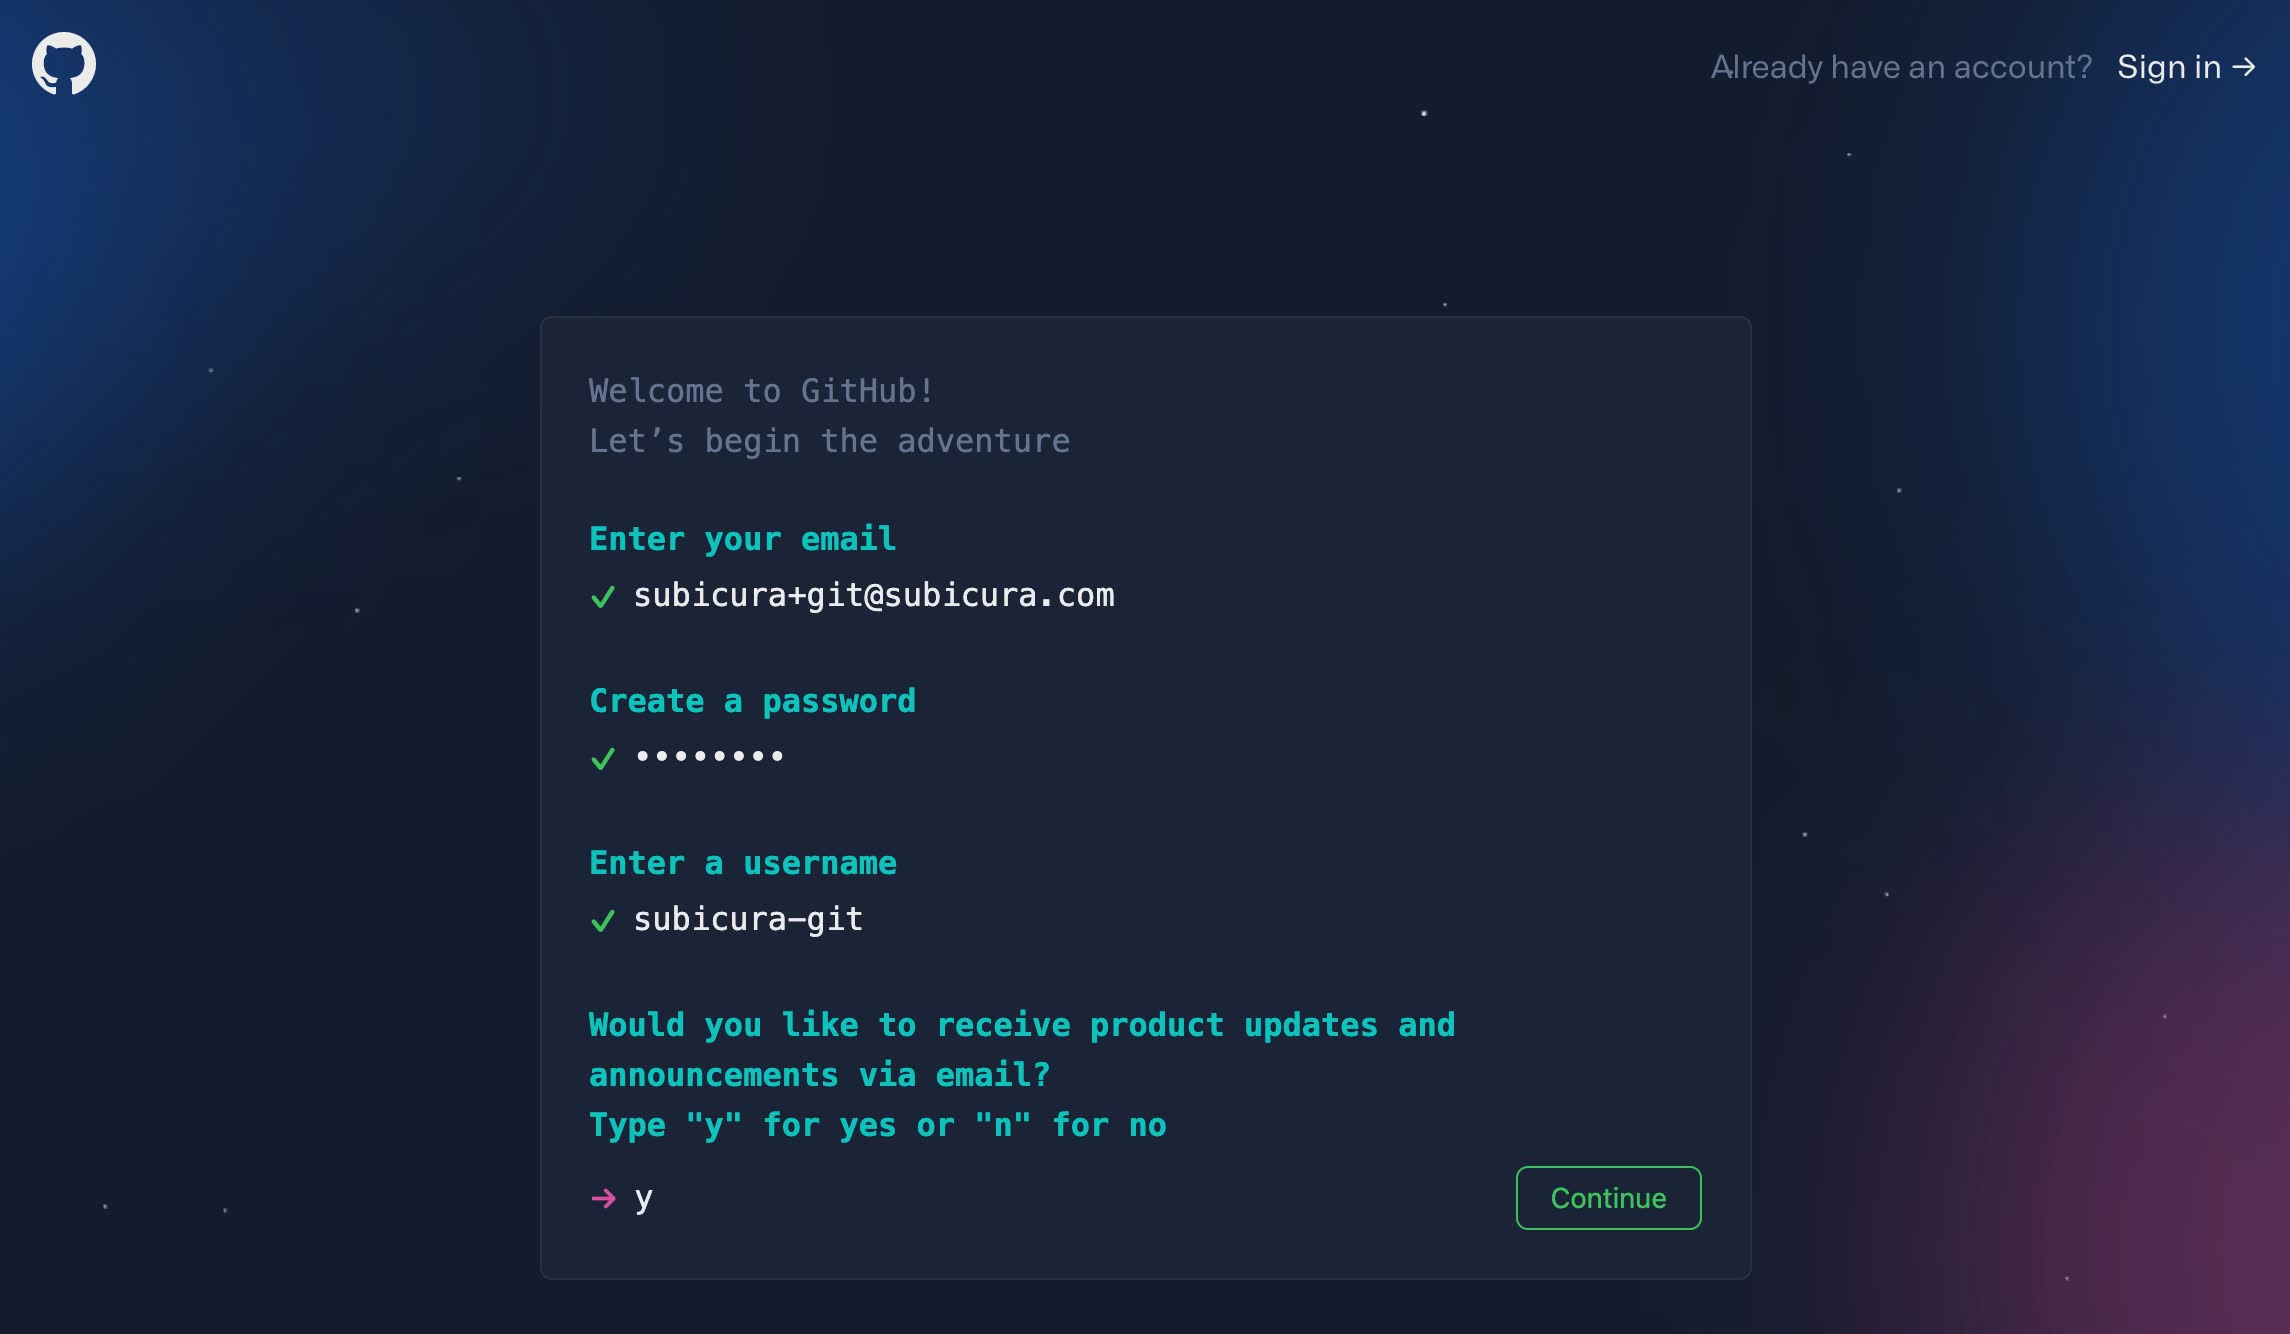 Already have an account? Sign in →
Welcome to GitHub!
Let’s begin the adventure
Enter your email
✓ subicura+git@subicura.com
Create a password
✓ ••••••••
Enter a username
✓ subicura-git
Would you like to receive product updates and
announcements via email?
Type "y" for yes or "n" for no
→ y
Continue